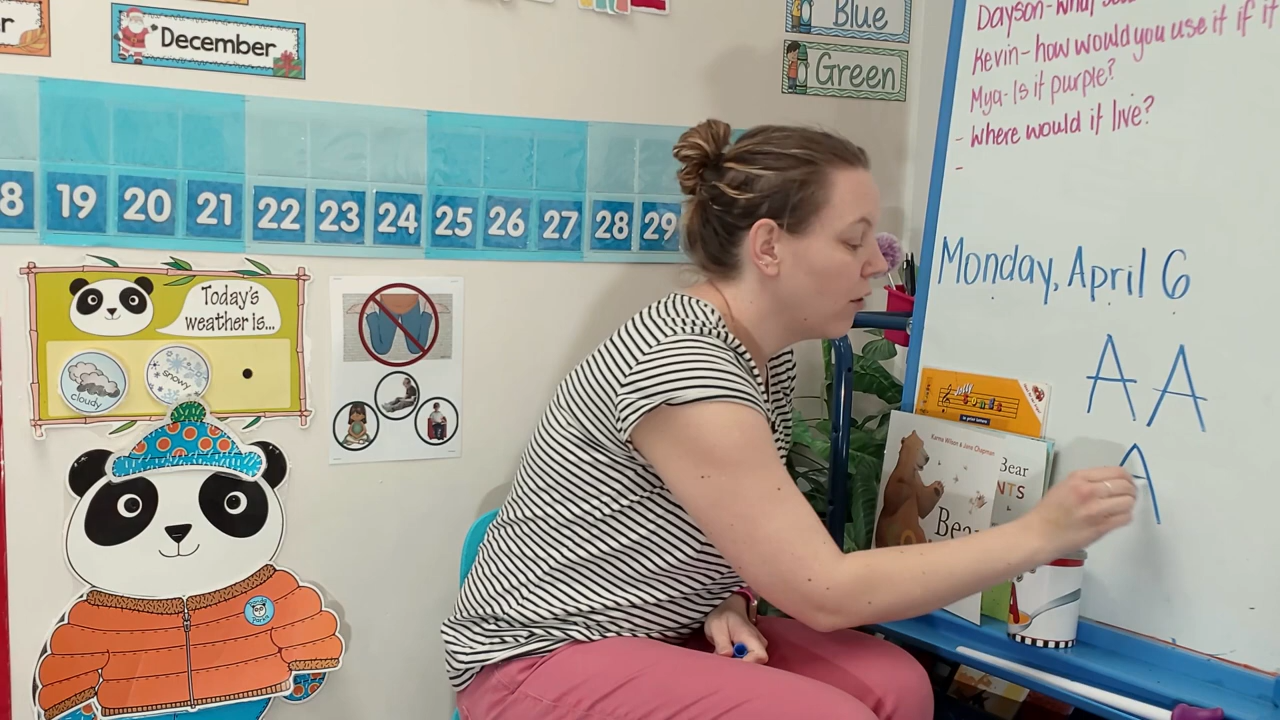 December
Blue
Green
18 19 20 21 22 23 24 25 26 27 28 29
Today's
weather is...
cloudy
snowy
Kevin- how would you use it if it
Mya- Is it purple?
- Where would it live?
-
Monday, April 6
A A
A
Karma Wilson & Jane Chapman
Bear
Bear